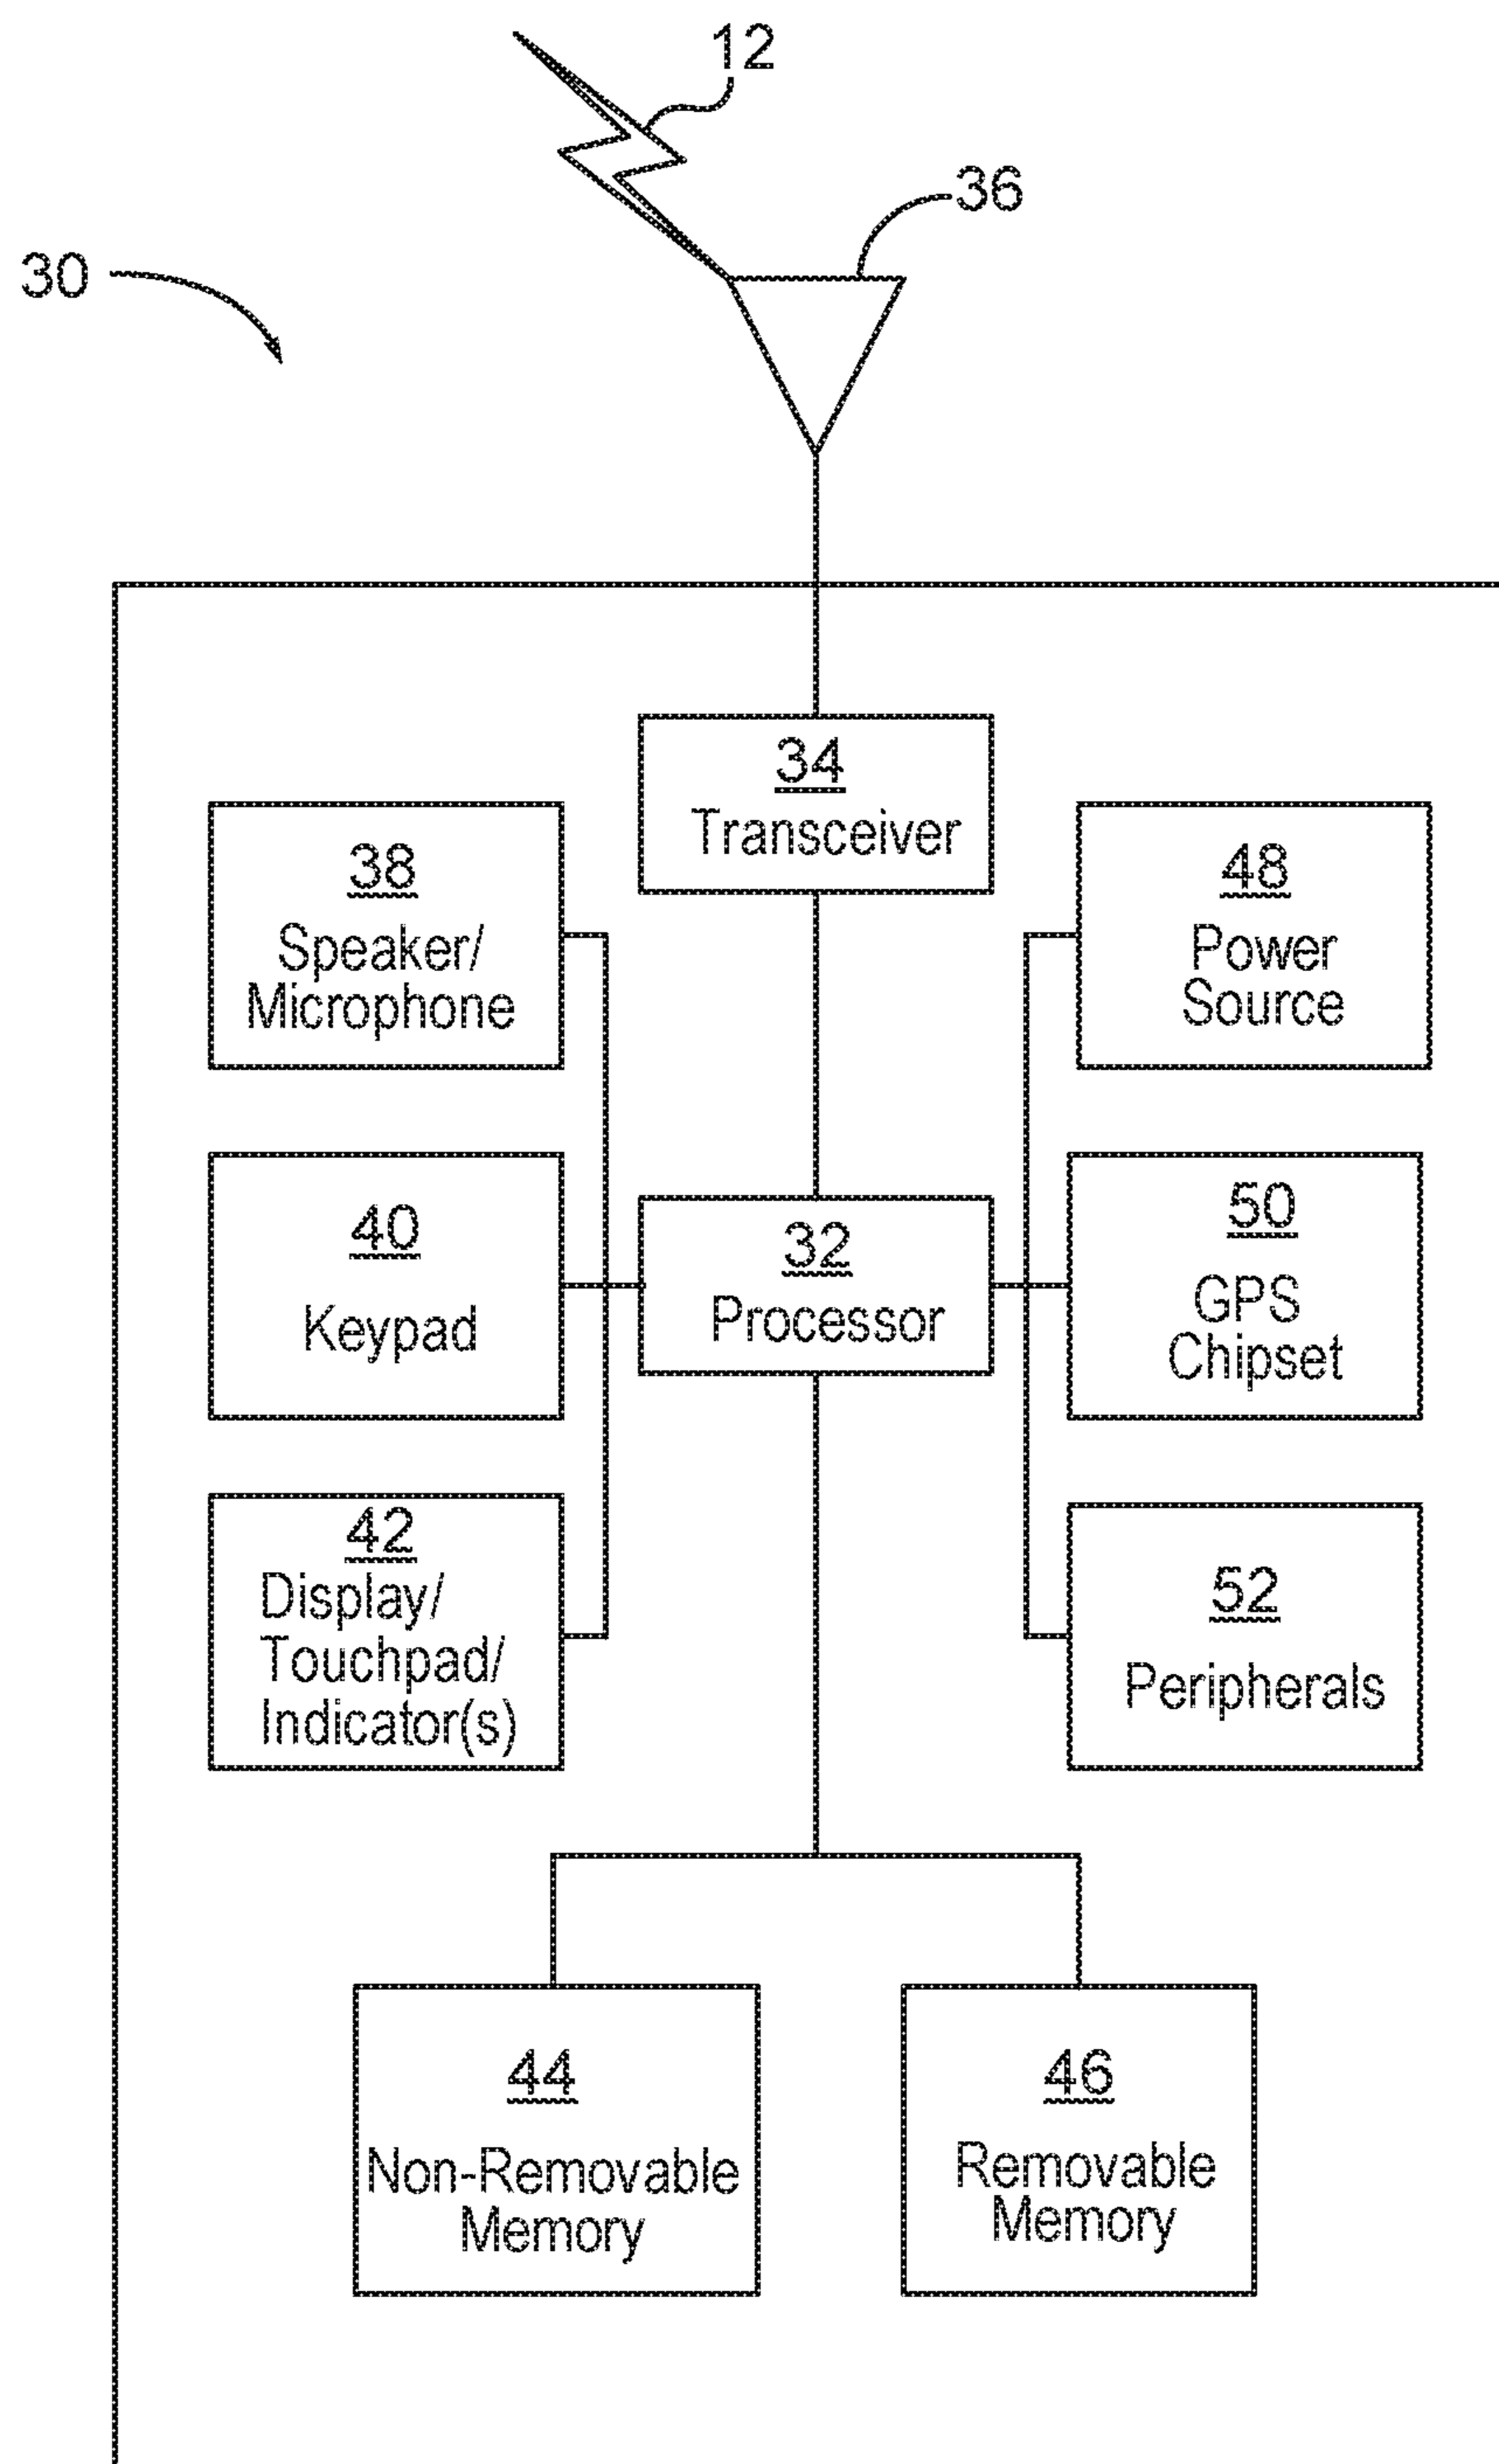 12
36
30
34
Transceiver
38
Speaker/
Microphone
48
Power
Source
40
Keypad
32
Processor
50
GPS
Chipset
42
Display/
Touchpad/
Indicator(s)
52
Peripherals
44
Non-Removable
Memory
46
Removable
Memory